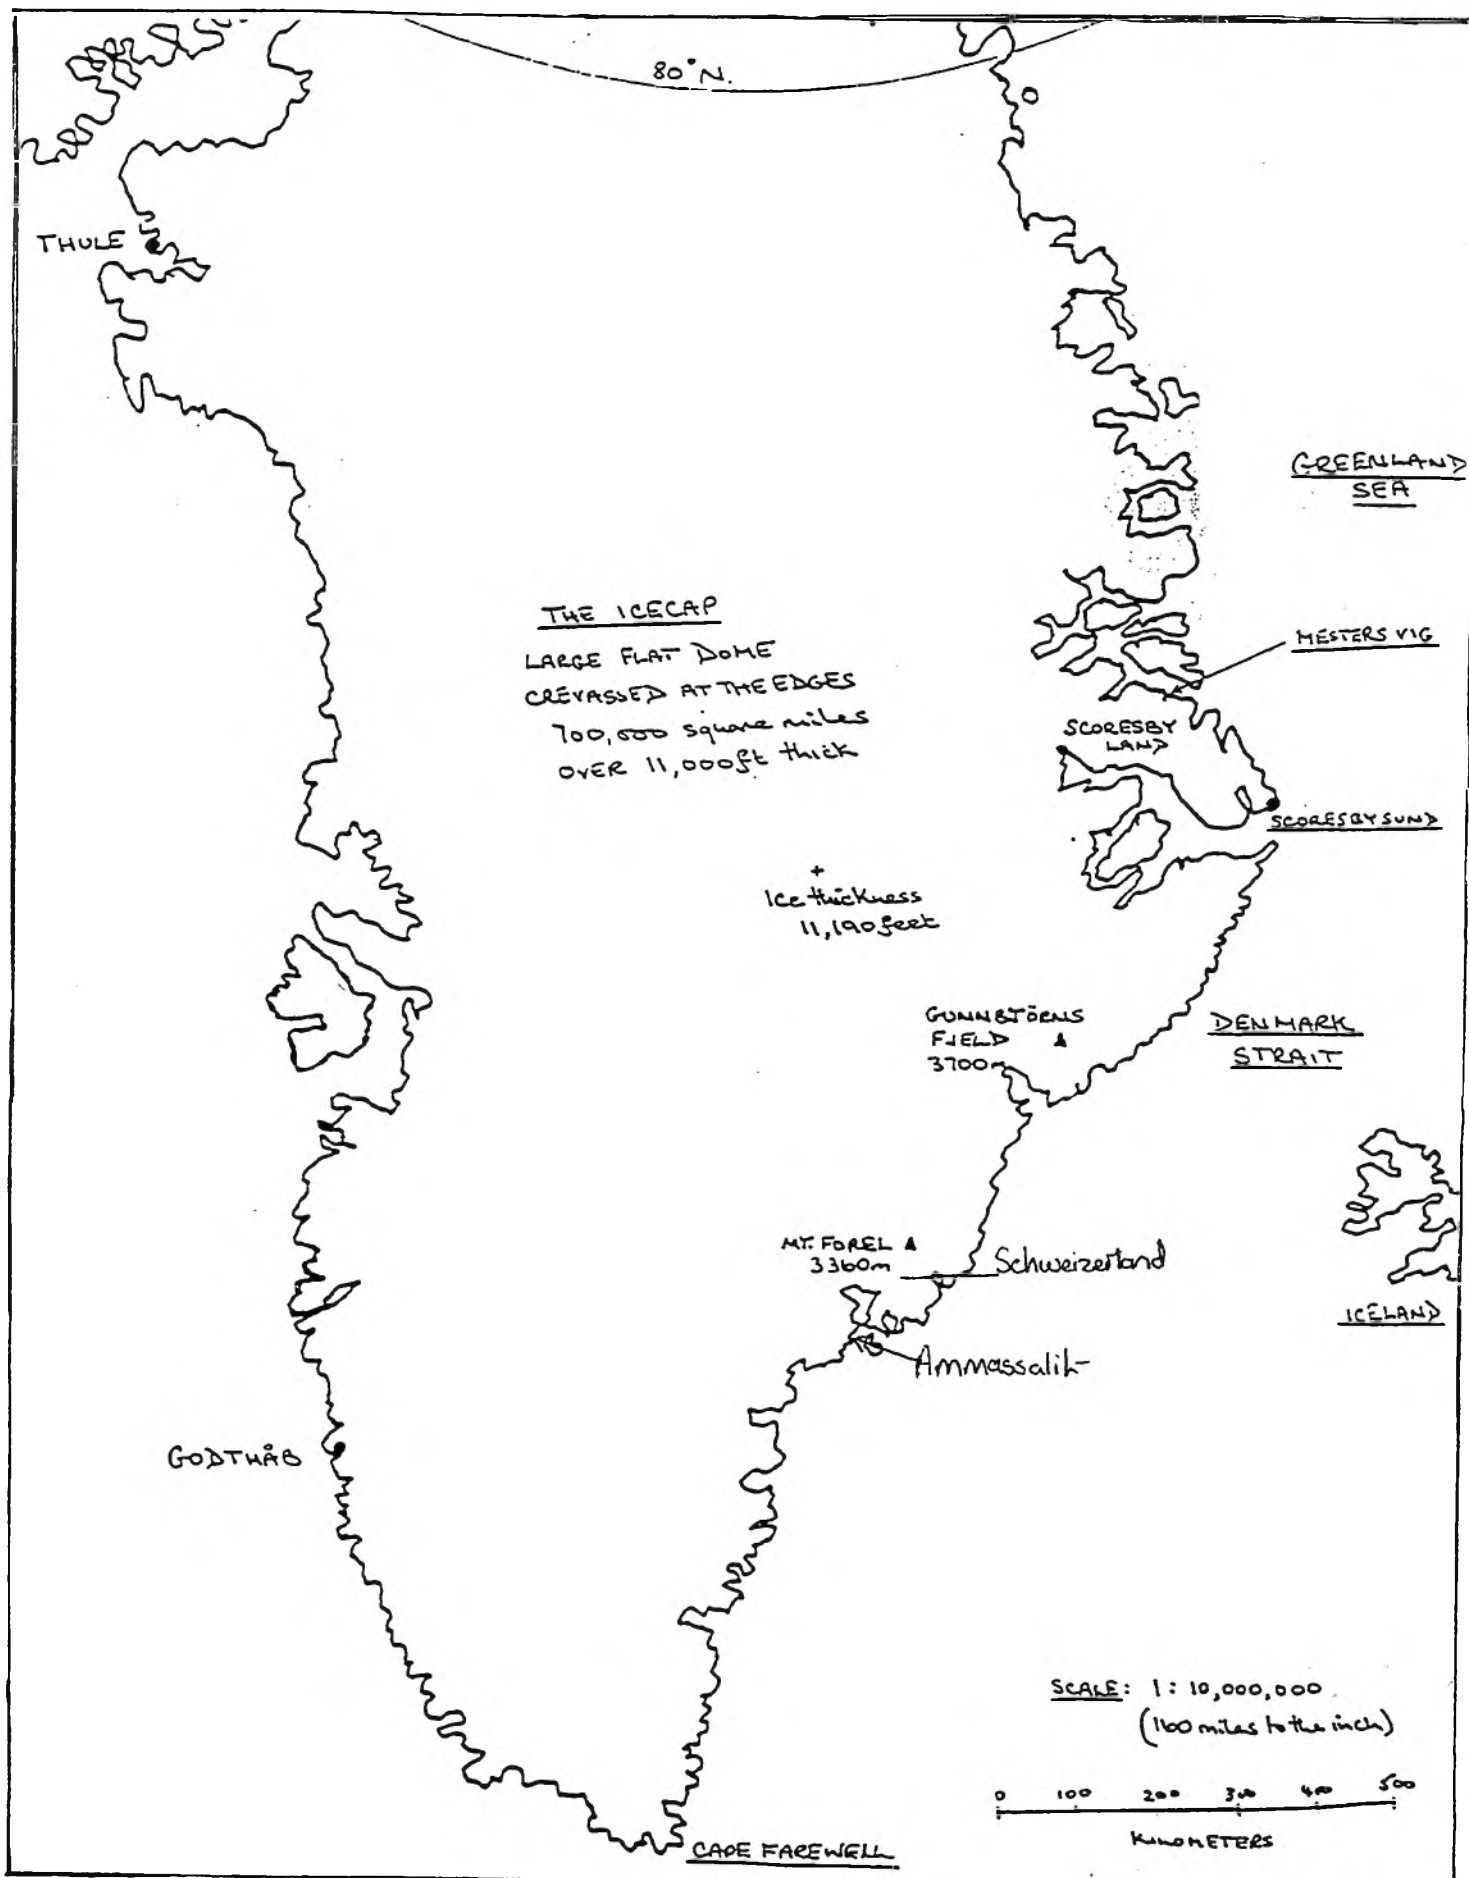 80°N.
THULE
GREENLAND
SEA
THE ICECAP
LARGE FLAT DOME
CREVASSED AT THE EDGES
700,000 square miles
OVER 11,000ft thick
MESTERS VIG
SCORESBY
LAND
SCORESBYSUND
+
Ice thickness
11,190 feet
GUNNBJÖRNS
FJELD
3700m
DENMARK
STRAIT
MT. FOREL
3360m
Schweizerland
ICELAND
Ammassalik
GODTHÅB
SCALE: 1:10,000,000
(160 miles to the inch)
0 100 200 300 400 500
KILOMETERS
CAPE FAREWELL